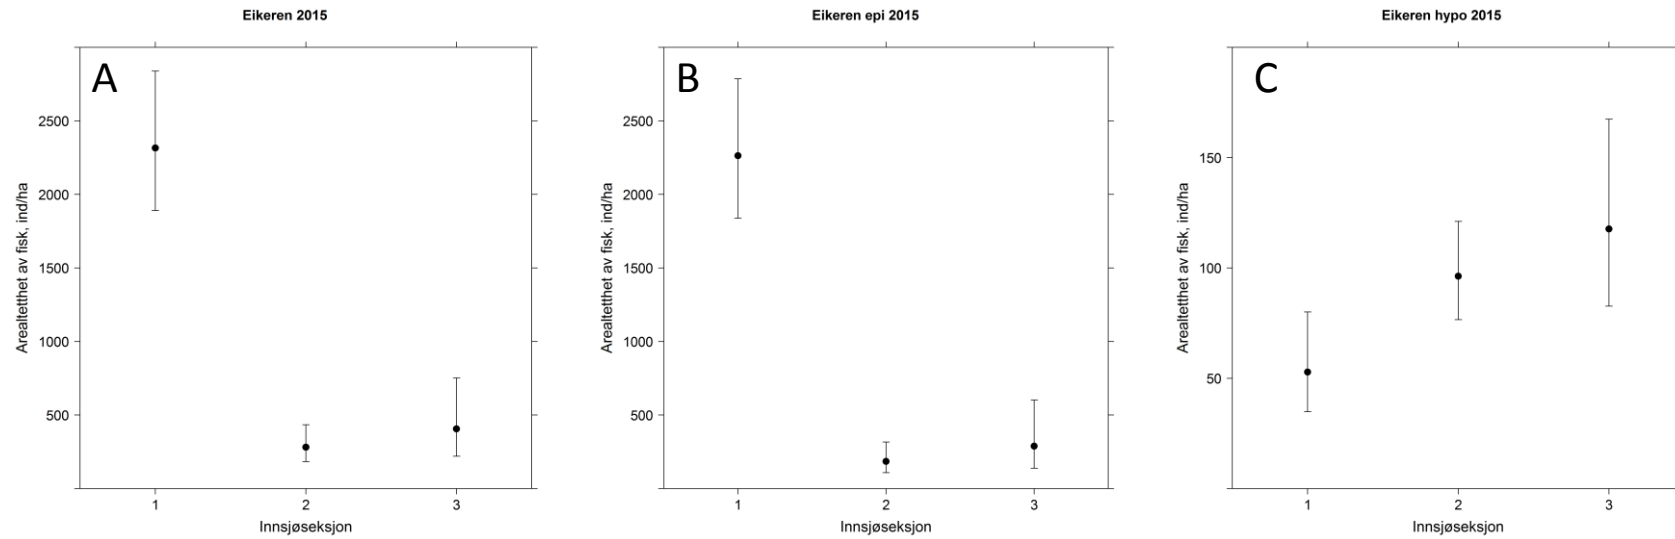 Eikeren 2015
A
2500
2000
1500
1000
500
Arealtetthet av fisk, ind/ha
1 2 3
Innsjøseksjon
Eikeren epi 2015
B
2500
2000
1500
1000
500
Arealtetthet av fisk, ind/ha
1 2 3
Innsjøseksjon
Eikeren hypo 2015
C
150
100
50
Arealtetthet av fisk, ind/ha
1 2 3
Innsjøseksjon